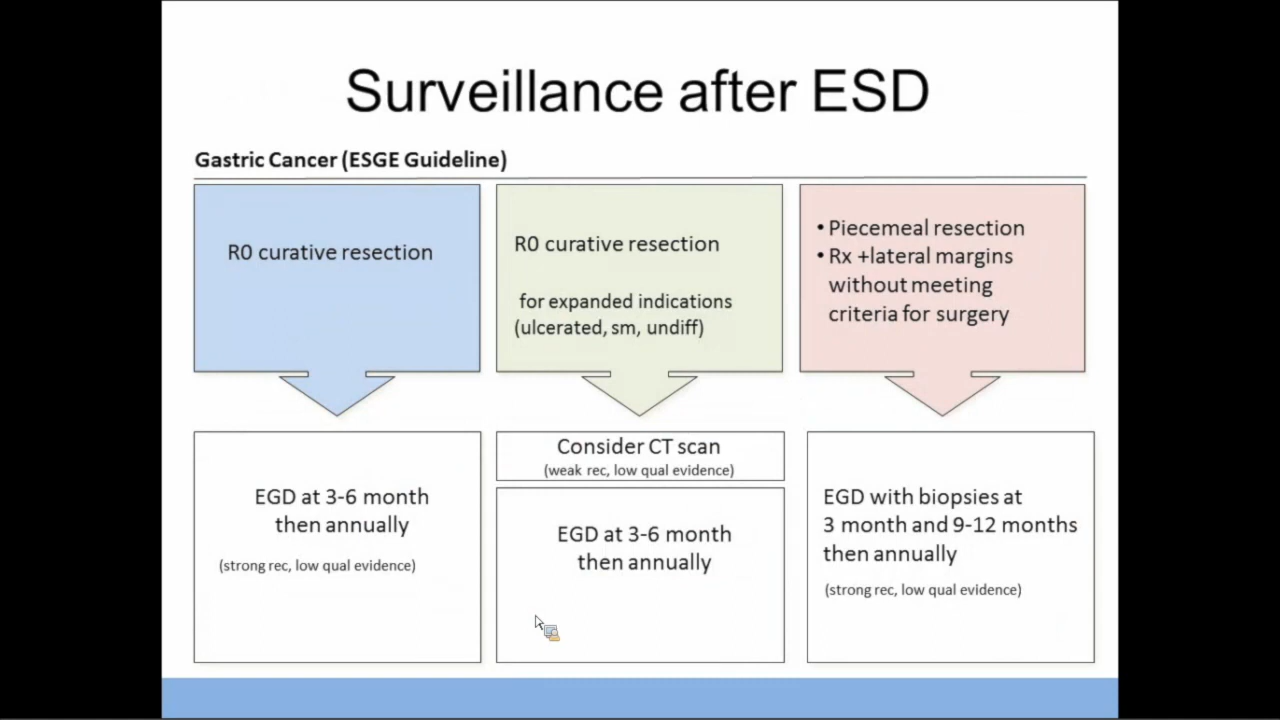 Surveillance after ESD
Gastric Cancer (ESGE Guideline)
R0 curative resection
R0 curative resection
for expanded indications
(ulcerated, sm, undiff)
• Piecemeal resection
• Rx +lateral margins
without meeting
criteria for surgery
EGD at 3-6 month
then annually
(strong rec, low qual evidence)
Consider CT scan
(weak rec, low qual evidence)
EGD at 3-6 month
then annually
EGD with biopsies at
3 month and 9-12 months
then annually
(strong rec, low qual evidence)